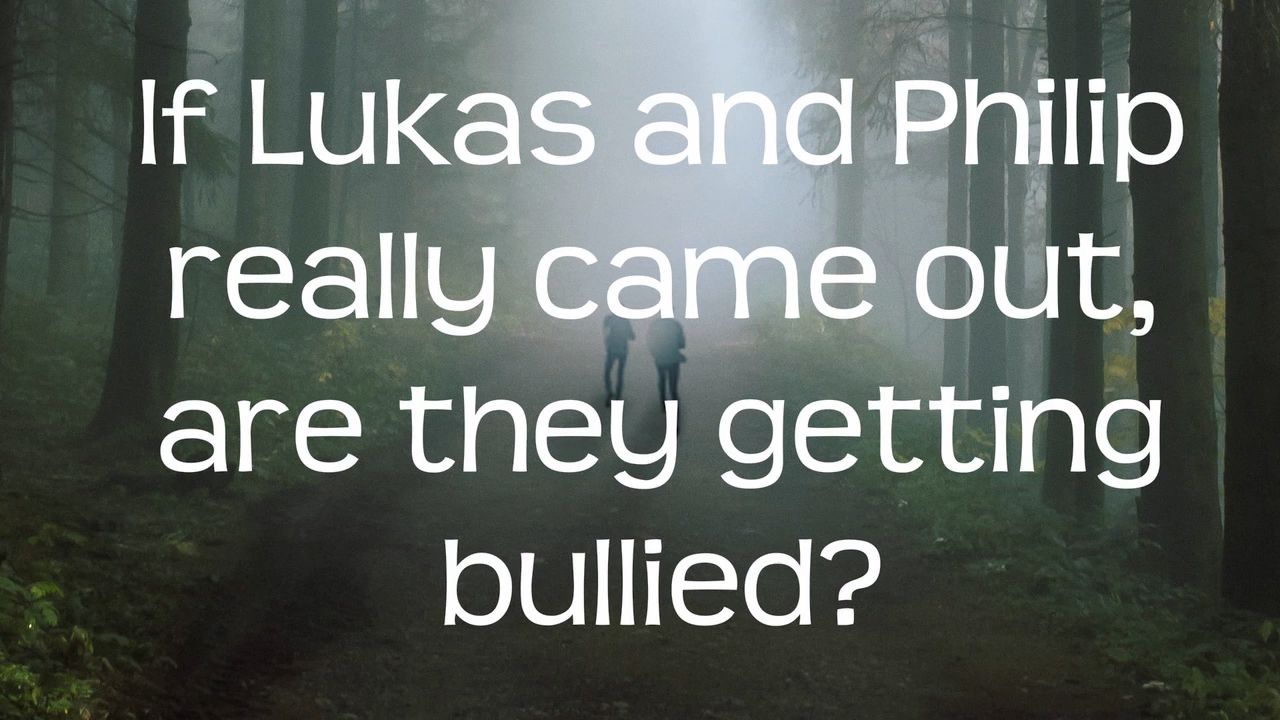 If Lukas and Philip
really came out,
are they getting
bullied?